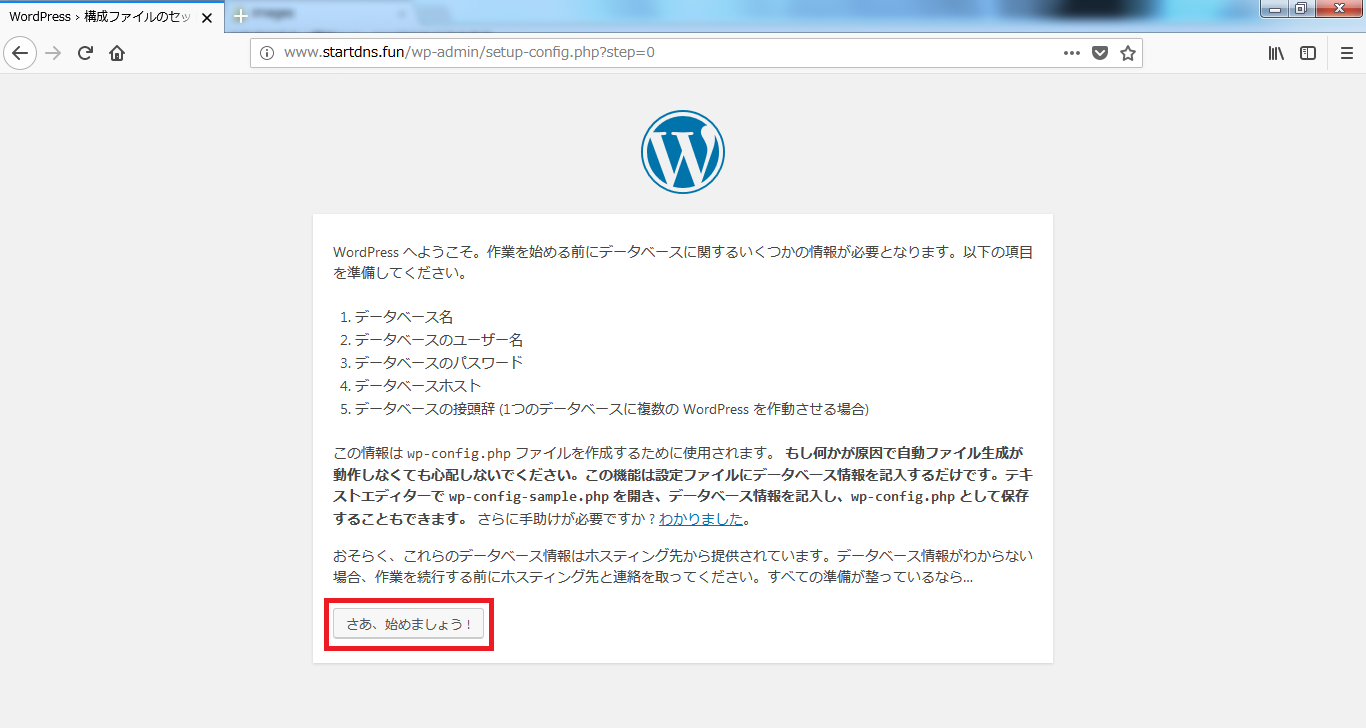 WordPress › 構成ファイルのセッ
images
www.startdns.fun/wp-admin/setup-config.php?step=0
WordPress へようこそ。作業を始める前にデータベースに関するいくつかの情報が必要となります。以下の項目
を準備してください。
1. データベース名
2. データベースのユーザー名
3. データベースのパスワード
4. データベースホスト
5. データベースの接頭辞 (1つのデータベースに複数の WordPress を作動させる場合)
この情報は wp-config.php ファイルを作成するために使用されます。 もし何かが原因で自動ファイル生成が
動作しなくても心配しないでください。この機能は設定ファイルにデータベース情報を記入するだけです。テキ
ストエディターで wp-config-sample.php を開き、データベース情報を記入し、wp-config.php として保存
することもできます。 さらに手助けが必要ですか ? わかりました。
おそらく、これらのデータベース情報はホスティング先から提供されています。データベース情報がわからない
場合、作業を続行する前にホスティング先と連絡を取ってください。すべての準備が整っているなら…
さあ、始めましょう !